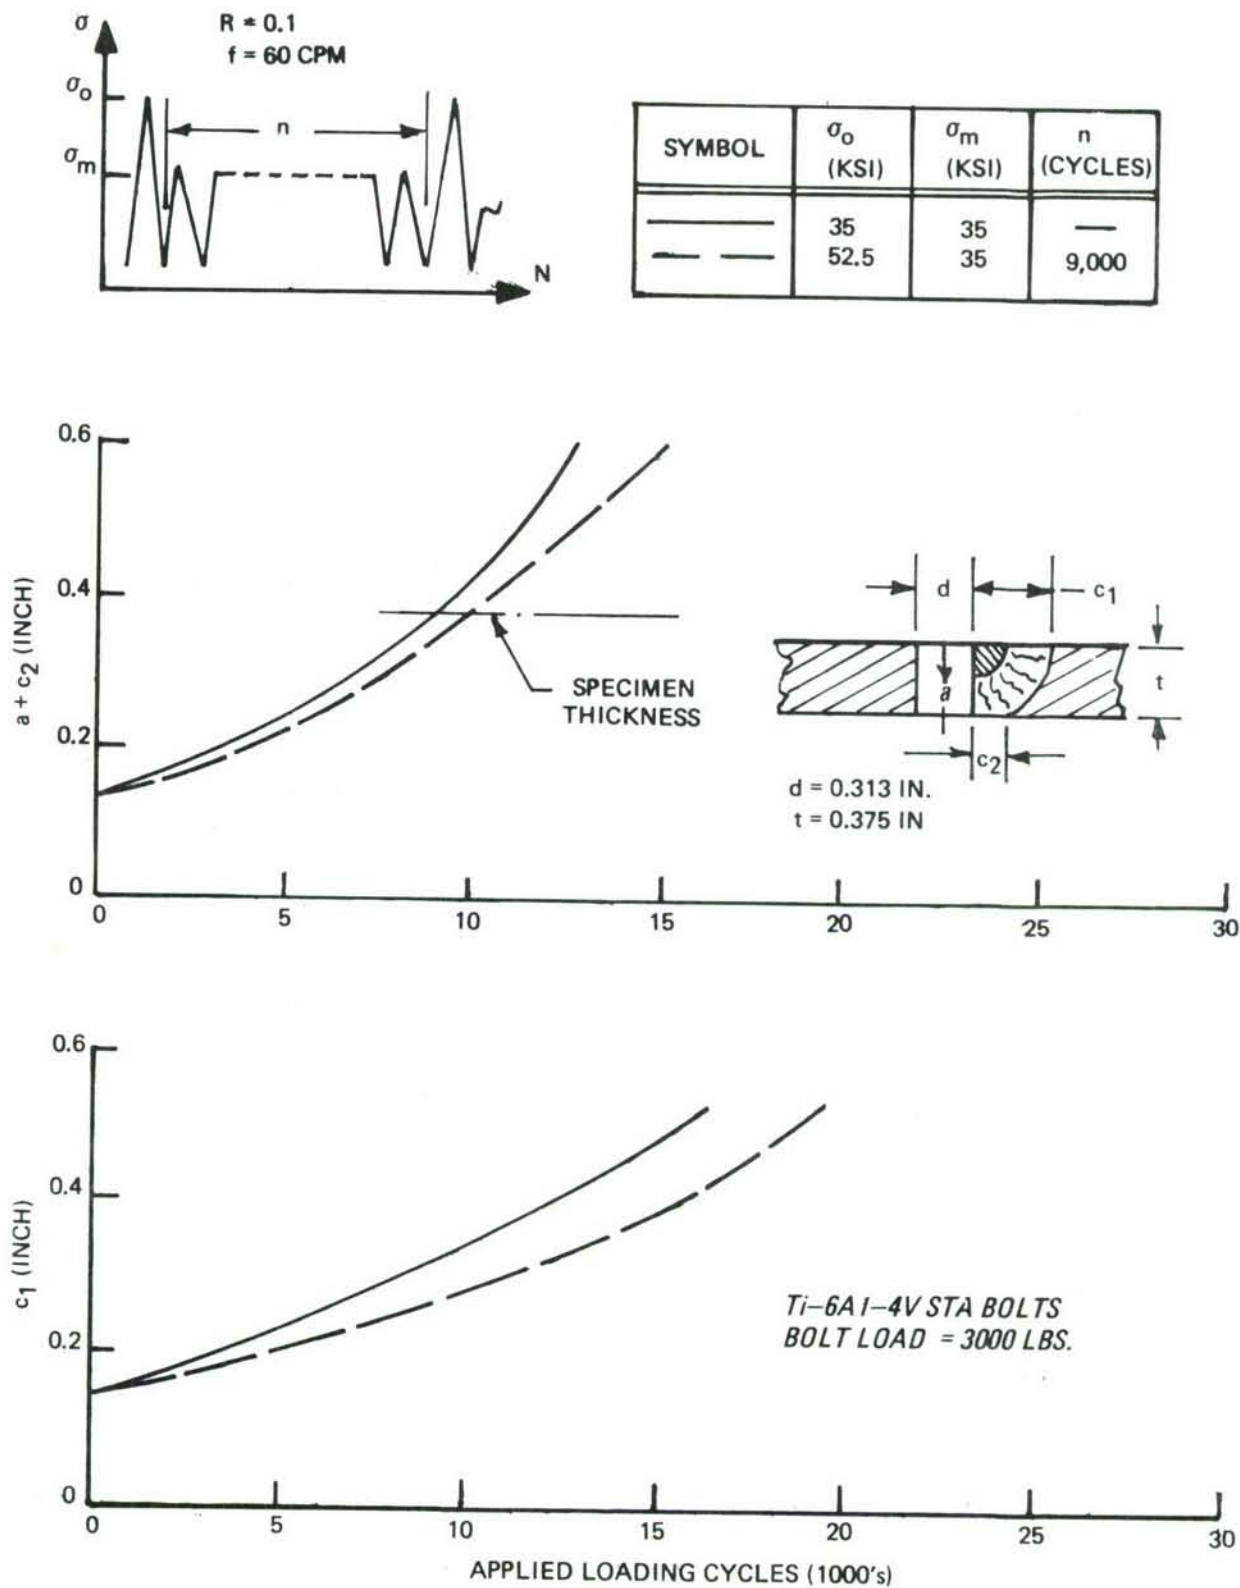 σ
R = 0.1
f = 60 CPM
σo
n
σm
N
SYMBOL
σo
(KSI)
σm
(KSI)
n
(CYCLES)
35
35
—
52.5
35
9,000
0.6
0.4
0.2
0
a + c2 (INCH)
SPECIMEN
THICKNESS
d
c1
a
t
c2
d = 0.313 IN.
t = 0.375 IN
0
5
10
15
20
25
30
0.6
0.4
0.2
0
c1 (INCH)
Ti-6A1-4V STA BOLTS
BOLT LOAD = 3000 LBS.
0
5
10
15
20
25
30
APPLIED LOADING CYCLES (1000's)